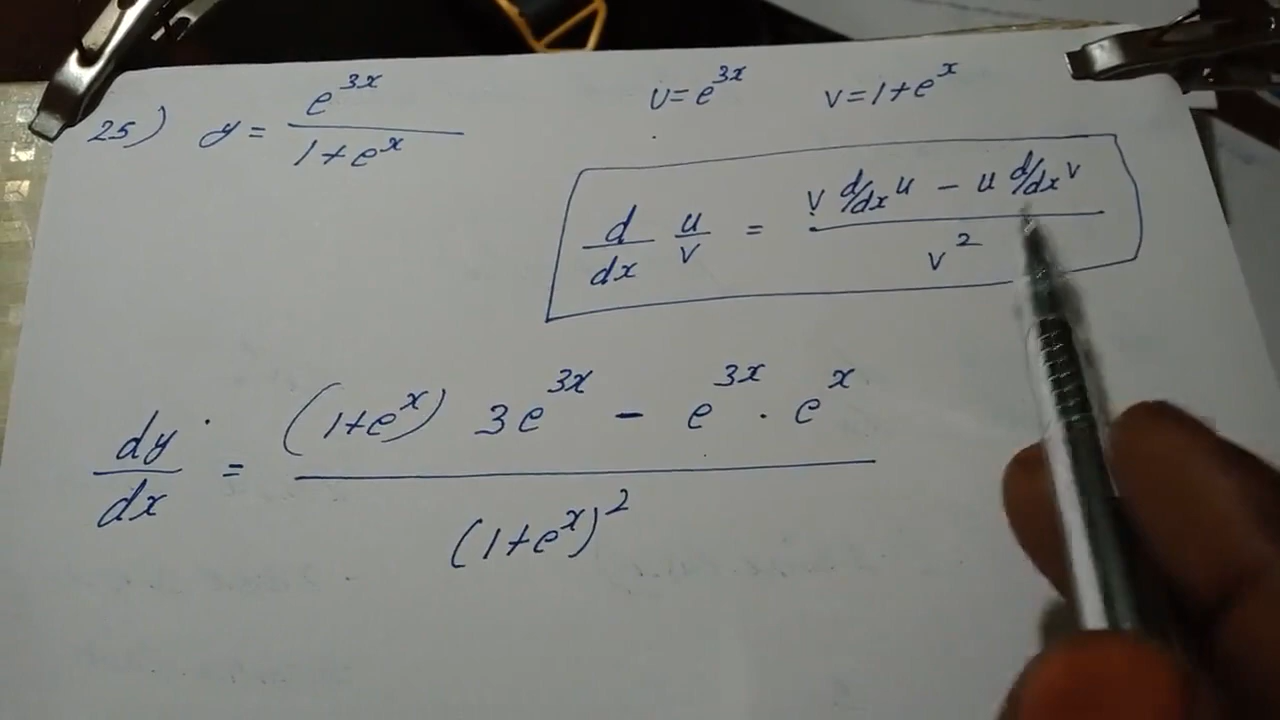 25) y = e^3x / 1+e^x
U=e^3x v=1+e^x
d/dx u/v = v d/dx u - u d/dx v / v^2
dy/dx = (1+e^x) 3e^3x - e^3x . e^x / (1+e^x)^2